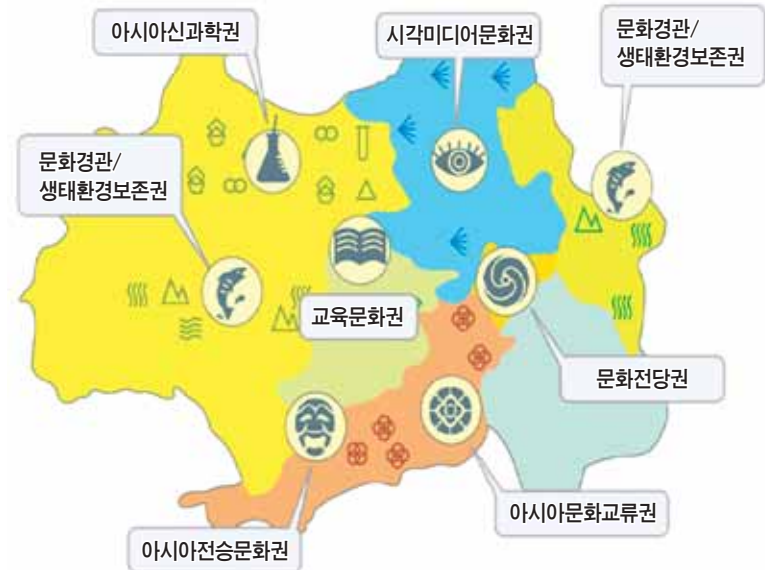 아시아신과학권
시각미디어문화권
문화경관/
생태환경보존권
문화경관/
생태환경보존권
교육문화권
문화전당권
아시아문화교류권
아시아전승문화권